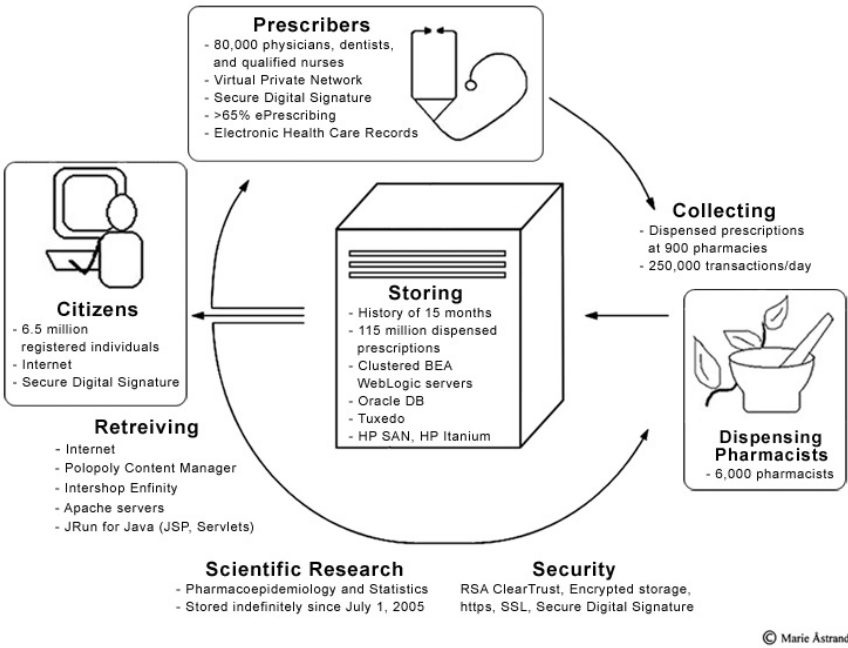 Prescribers
- 80,000 physicians, dentists,
and qualified nurses
- Virtual Private Network
- Secure Digital Signature
- >65% ePrescribing
- Electronic Health Care Records
Collecting
- Dispensed prescriptions
at 900 pharmacies
- 250,000 transactions/day
Citizens
- 6.5 million
registered individuals
- Internet
- Secure Digital Signature
Storing
- History of 15 months
- 115 million dispensed
prescriptions
- Clustered BEA
WebLogic servers
- Oracle DB
- Tuxedo
- HP SAN, HP Itanium
Dispensing
Pharmacists
- 6,000 pharmacists
Retreiving
- Internet
- Polopoly Content Manager
- Intershop Enfinity
- Apache servers
- JRun for Java (JSP, Servlets)
Scientific Research
- Pharmacoepidemiology and Statistics
- Stored indefinitely since July 1, 2005
Security
RSA ClearTrust, Encrypted storage,
https, SSL, Secure Digital Signature
© Marie Åstrand